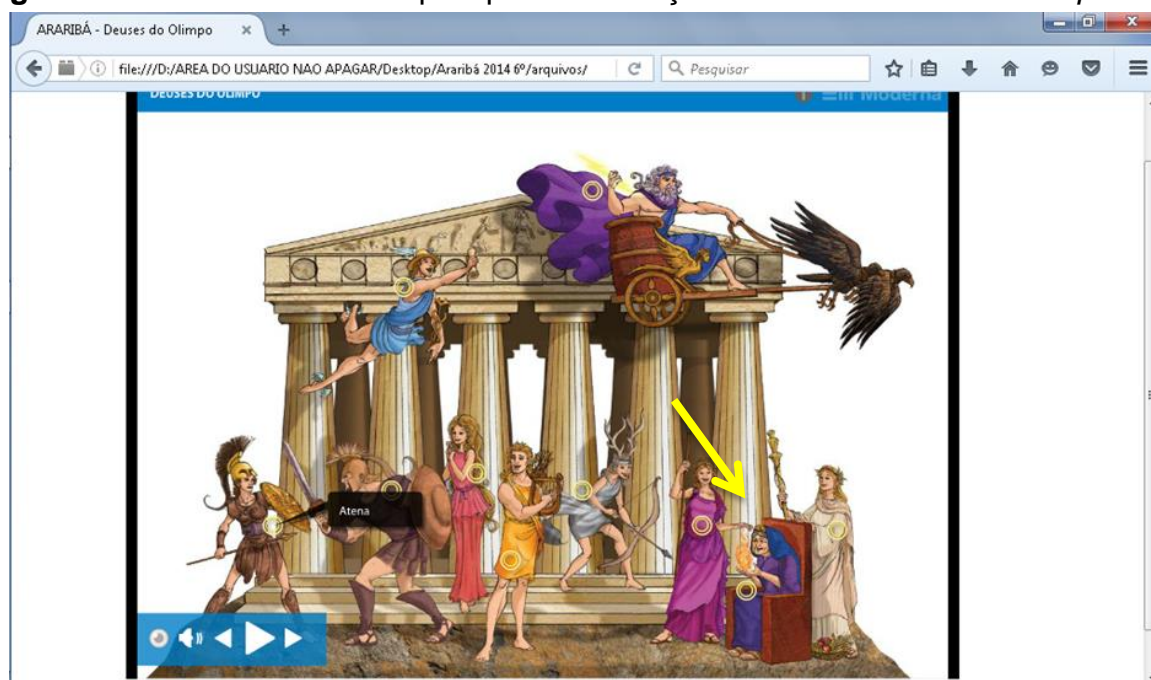 ARARIBÁ - Deuses do Olimpo
file:///D:/AREA DO USUARIO NAO APAGAR/Desktop/Araribá 2014 6º/arquivos/
Pesquisar
DEUSES DO OLIMPO
Moderna
Atena